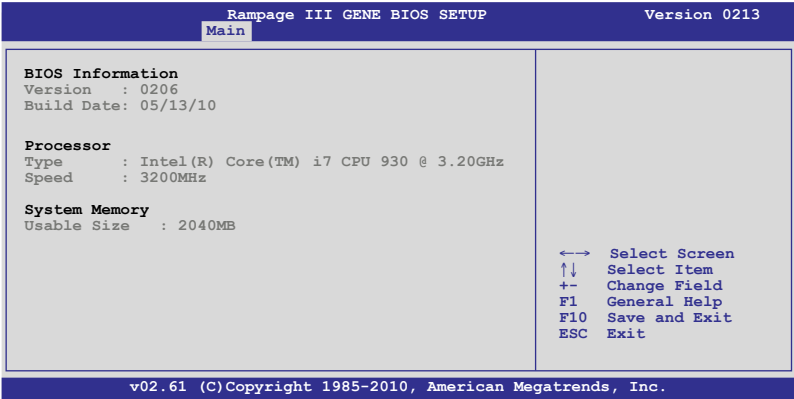 Rampage III GENE BIOS SETUP Version 0213
Main
BIOS Information
Version : 0206
Build Date: 05/13/10
Processor
Type : Intel(R) Core(TM) i7 CPU 930 @ 3.20GHz
Speed : 3200MHz
System Memory
Usable Size : 2040MB
←→ Select Screen
↑↓ Select Item
+- Change Field
F1 General Help
F10 Save and Exit
ESC Exit
v02.61 (C)Copyright 1985-2010, American Megatrends, Inc.